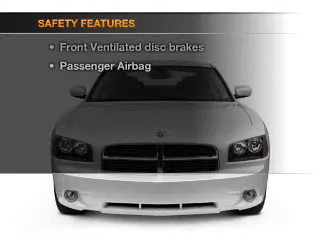 SAFETY FEATURES
• Front Ventilated disc brakes
• Passenger Airbag